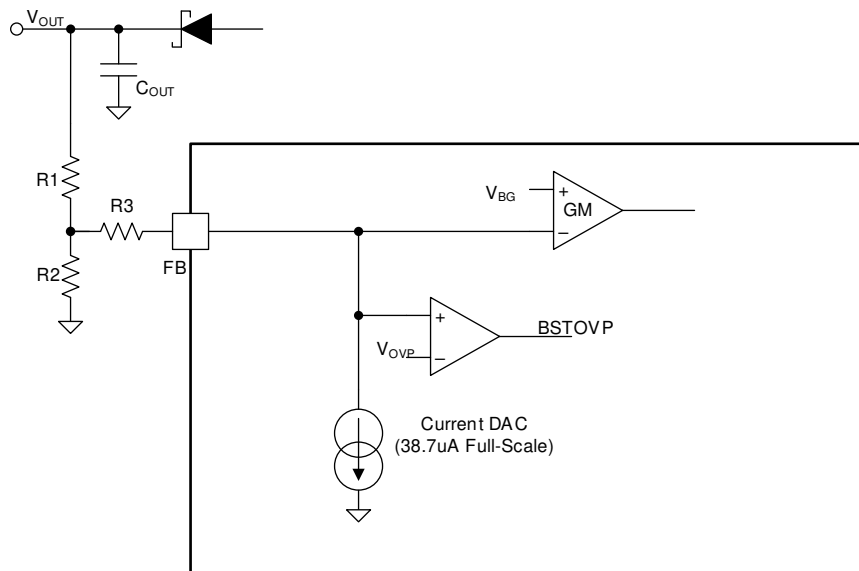 VOUT
COUT
R1
R3
R2
FB
VBG
+
GM
–
+
VOVP
–
BSTOVP
Current DAC
(38.7uA Full-Scale)